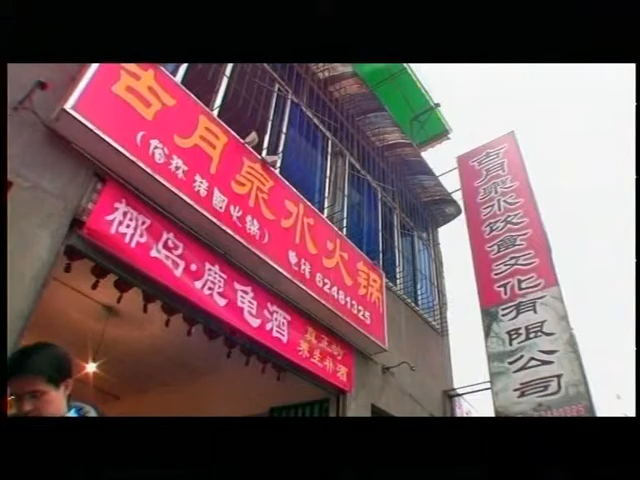 古月泉水火锅
(俗称猪圈火锅)
电话:62481325
椰岛·鹿龟酒
真正的
养生补酒
古月泉水饮食文化有限公司